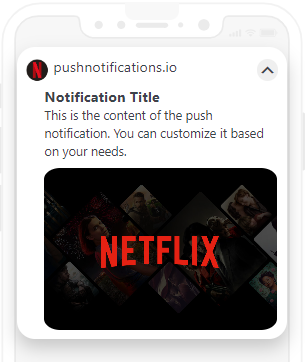 N pushnotifications.io
Notification Title
This is the content of the push
notification. You can customize it based
on your needs.
NETFLIX